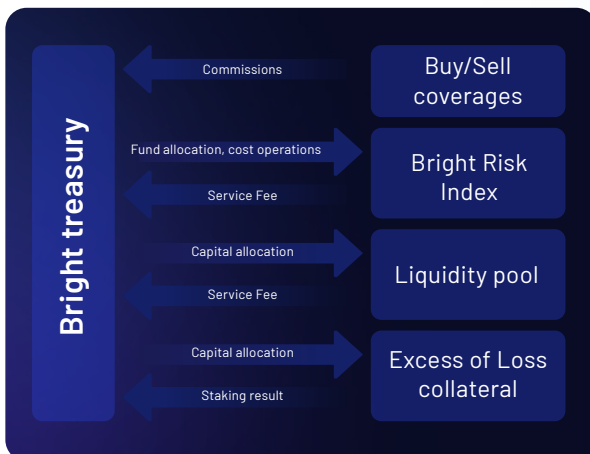 Bright treasury
Commissions
Buy/Sell
coverages
Fund allocation, cost operations
Service Fee
Bright Risk
Index
Capital allocation
Service Fee
Liquidity pool
Capital allocation
Staking result
Excess of Loss
collateral